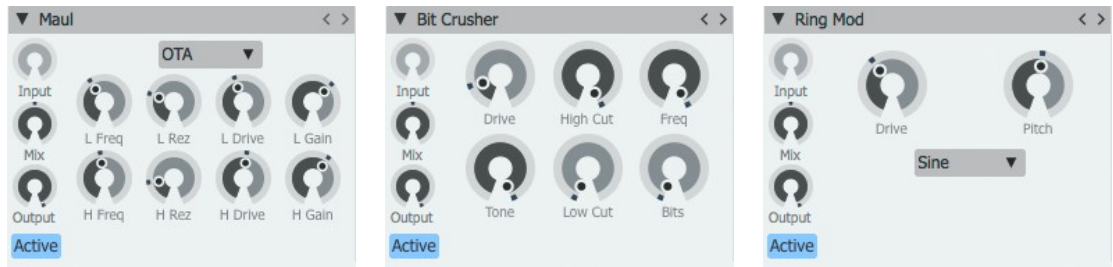 ▼ Maul < >
OTA ▼
Input
L Freq L Rez L Drive L Gain
Mix
H Freq H Rez H Drive H Gain
Output
Active
▼ Bit Crusher < >
Input
Drive High Cut Freq
Mix
Tone Low Cut Bits
Output
Active
▼ Ring Mod < >
Input
Drive Pitch
Mix
Sine ▼
Output
Active